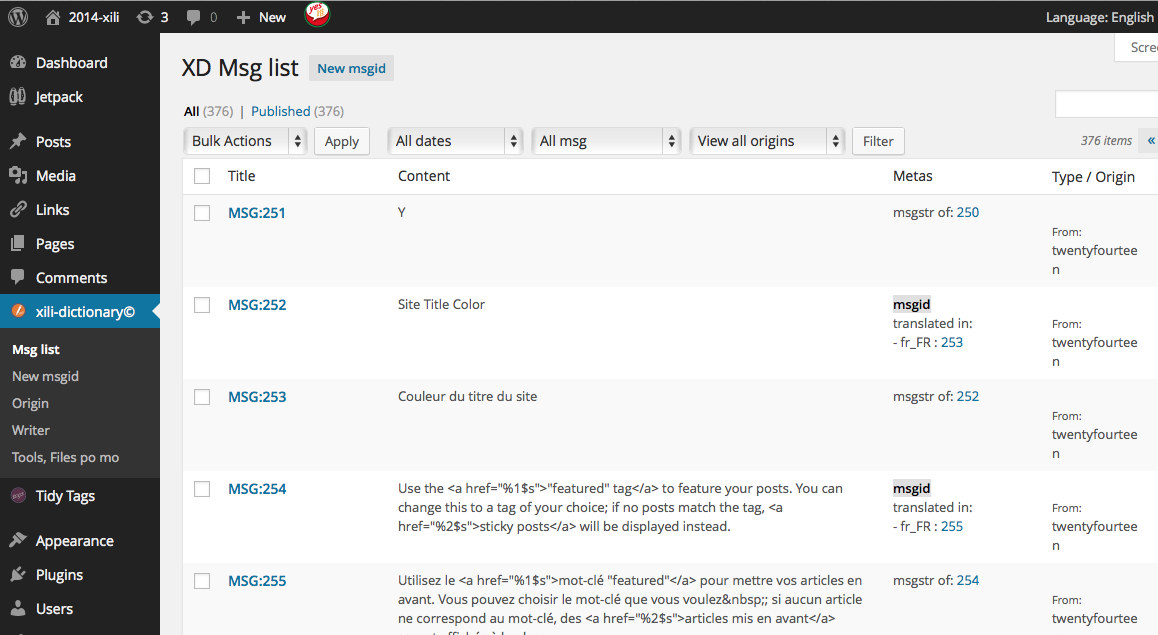 2014-xili 3 0 New yes Language: English
Scree
Dashboard
Jetpack
Posts
Media
Links
Pages
Comments
xili-dictionary©
Msg list
New msgid
Origin
Writer
Tools, Files po mo
Tidy Tags
Appearance
Plugins
Users
XD Msg list New msgid
All (376) | Published (376)
Bulk Actions Apply All dates All msg View all origins Filter 376 items «
Title Content Metas Type / Origin
MSG:251 Y msgstr of: 250
From:
twentyfourtee
n
MSG:252 Site Title Color msgid
translated in:
- fr_FR : 253
From:
twentyfourtee
n
MSG:253 Couleur du titre du site msgstr of: 252
From:
twentyfourtee
n
MSG:254 Use the <a href="%1$s">"featured" tag</a> to feature your posts. You can
change this to a tag of your choice; if no posts match the tag, <a
href="%2$s">sticky posts</a> will be displayed instead.
msgid
translated in:
- fr_FR : 255
From:
twentyfourtee
n
MSG:255 Utilisez le <a href="%1$s">mot-clé "featured"</a> pour mettre vos articles en
avant. Vous pouvez choisir le mot-clé que vous voulez&nbsp;; si aucun article
ne correspond au mot-clé, des <a href="%2$s">articles mis en avant</a>
msgstr of: 254
From:
twentyfourtee